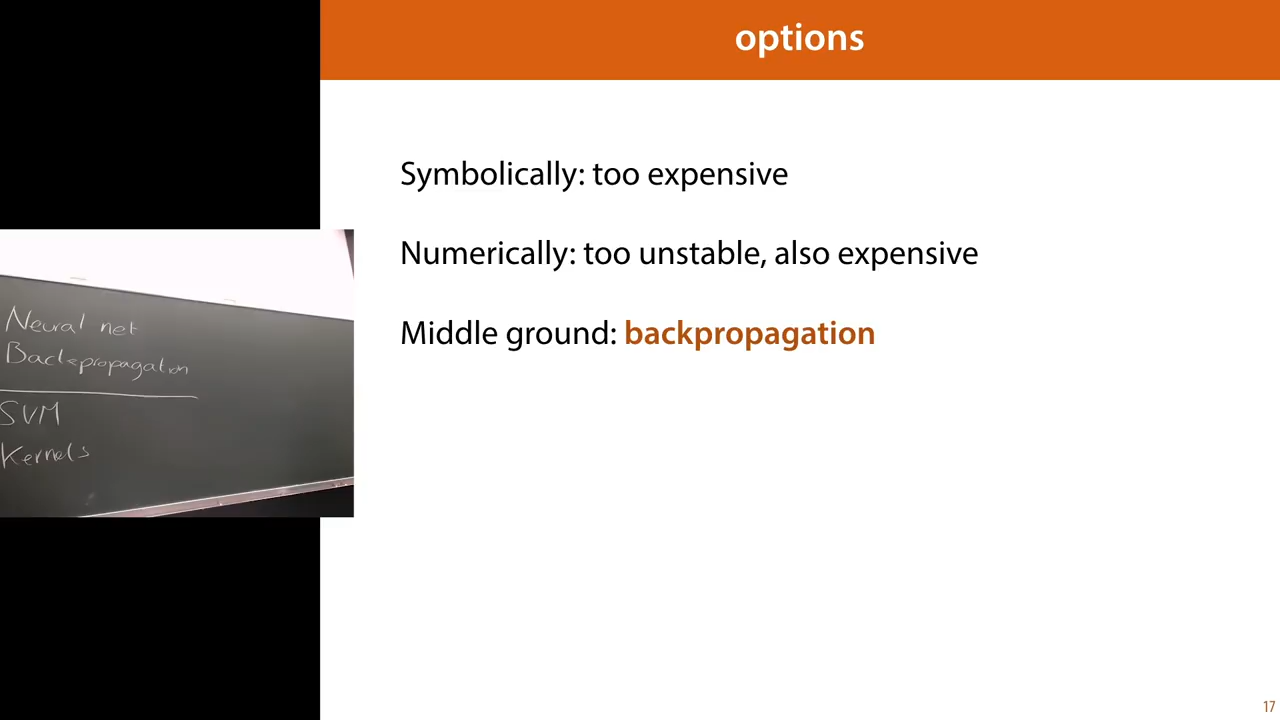 options
Symbolically: too expensive
Numerically: too unstable, also expensive
Middle ground: backpropagation
Neural net
Backpropagation
SVM
Kernels
17